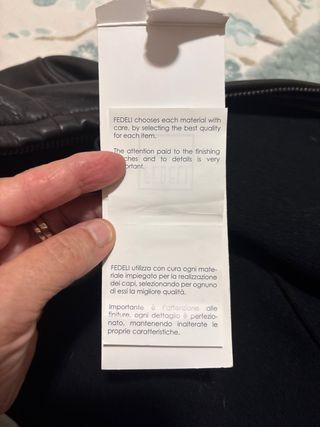 FEDELI chooses each material with
care, by selecting the best quality
for each item.
The attention paid to the finishing
ches and to details is very
portant.
FEDELI
FEDELI utilizza con cura ogni mate-
riale impiegato per la realizzazione
dei capi, selezionando per ognuno
di essi la migliore qualità.
Importante è l'attenzione alle
finiture, ogni dettaglio è perfezio-
nato, mantenendo inalterate le
proprie caratteristiche.